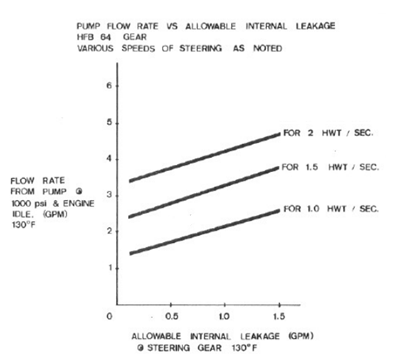 PUMP FLOW RATE VS ALLOWABLE INTERNAL LEAKAGE
HFB 64 GEAR
VARIOUS SPEEDS OF STEERING AS NOTED
6
5
4
3
2
1
FOR 2 HWT / SEC.
FOR 1.5 HWT / SEC.
FOR 1.0 HWT / SEC.
FLOW RATE
FROM PUMP @
1000 psi & ENGINE
IDLE. (GPM)
130°F
0 0.5 1.0 1.5
ALLOWABLE INTERNAL LEAKAGE (GPM)
@ STEERING GEAR 130°F